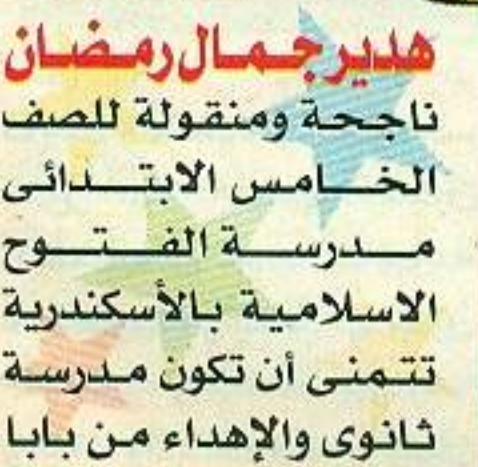 هدير جمال رمضان
ناجحة ومنقولة للصف
الخامس الابتدائى
مدرسة الفتوح
الاسلامية بالأسكندرية
تتمنى أن تكون مدرسة
ثانوى والإهداء من بابا